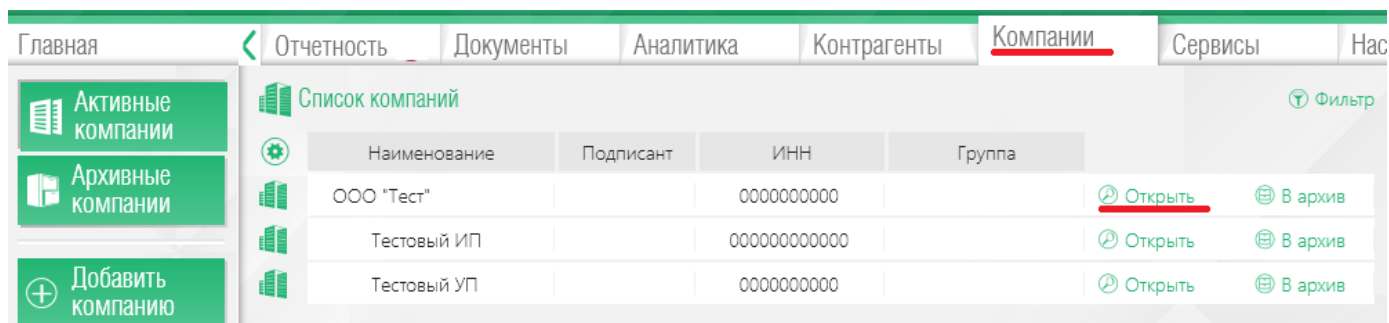 Главная Отчетность Документы Аналитика Контрагенты Компании Сервисы Нас
Активные
компании
Архивные
компании
Добавить
компанию
Список компаний Фильтр
Наименование Подписант ИНН Группа
ООО "Тест" 0000000000 Открыть В архив
Тестовый ИП 000000000000 Открыть В архив
Тестовый УП 0000000000 Открыть В архив